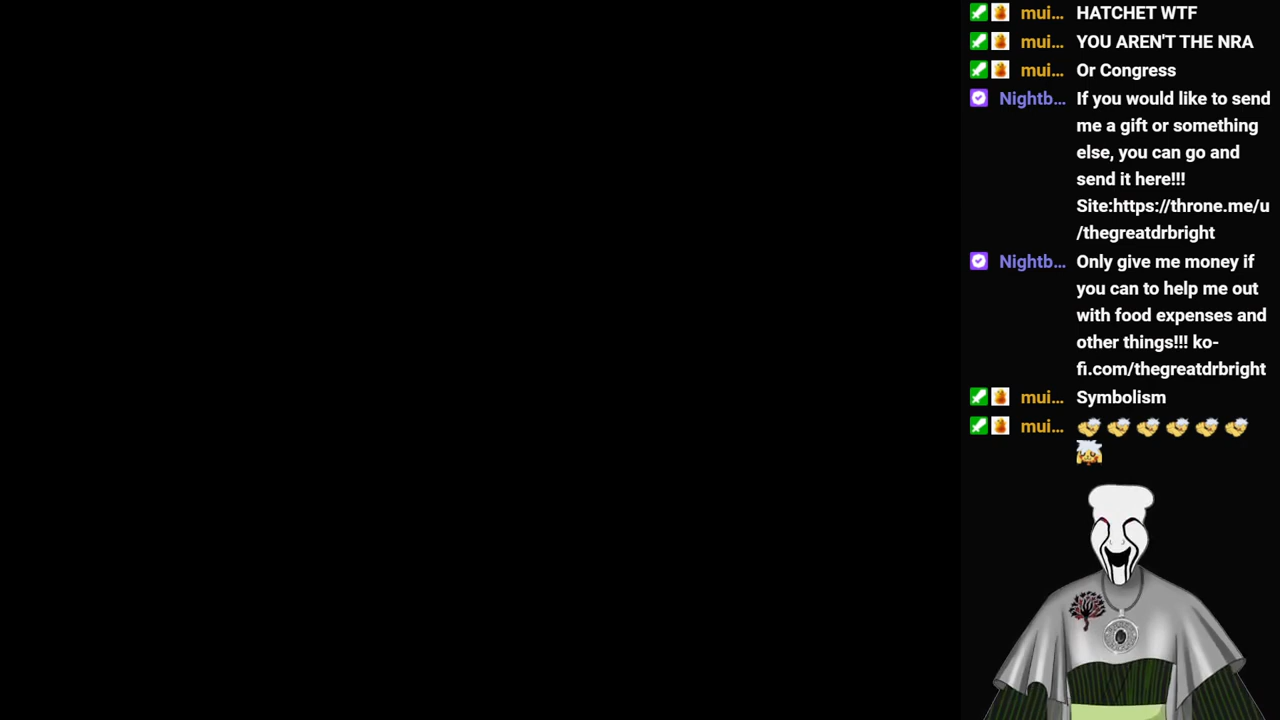 mui... HATCHET WTF
mui... YOU AREN'T THE NRA
mui... Or Congress
Nightb... If you would like to send
me a gift or something
else, you can go and
send it here!!!
Site:https://throne.me/u
/thegreatdrbright
Nightb... Only give me money if
you can to help me out
with food expenses and
other things!!! ko-
fi.com/thegreatdrbright
mui... Symbolism
mui...